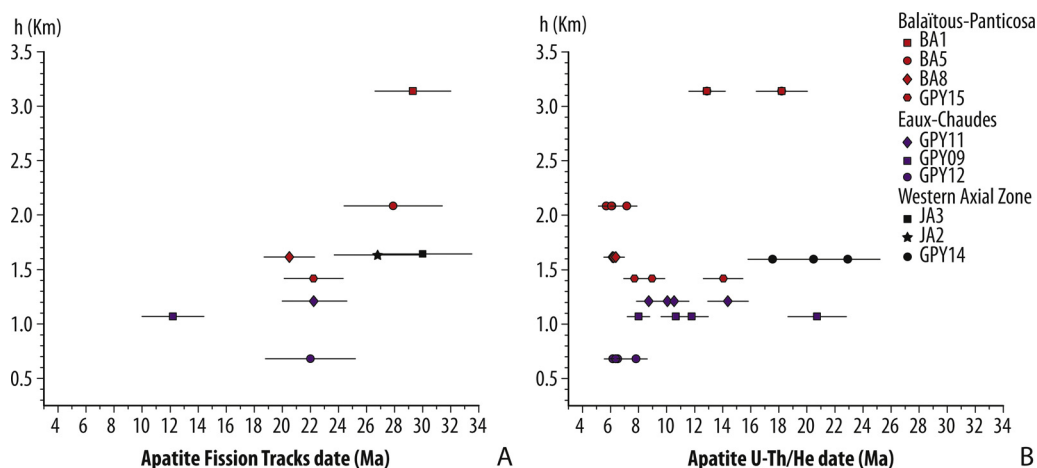 h (Km)
3.5
3.0
2.5
2.0
1.5
1.0
0.5
4 6 8 10 12 14 16 18 20 22 24 26 28 30 32 34
Apatite Fission Tracks date (Ma)
A
h (Km)
3.5
3.0
2.5
2.0
1.5
1.0
0.5
4 6 8 10 12 14 16 18 20 22 24 26 28 30 32 34
Apatite U-Th/He date (Ma)
B
Balaïtous-Panticosa
BA1
BA5
BA8
GPY15
Eaux-Chaudes
GPY11
GPY09
GPY12
Western Axial Zone
JA3
JA2
GPY14